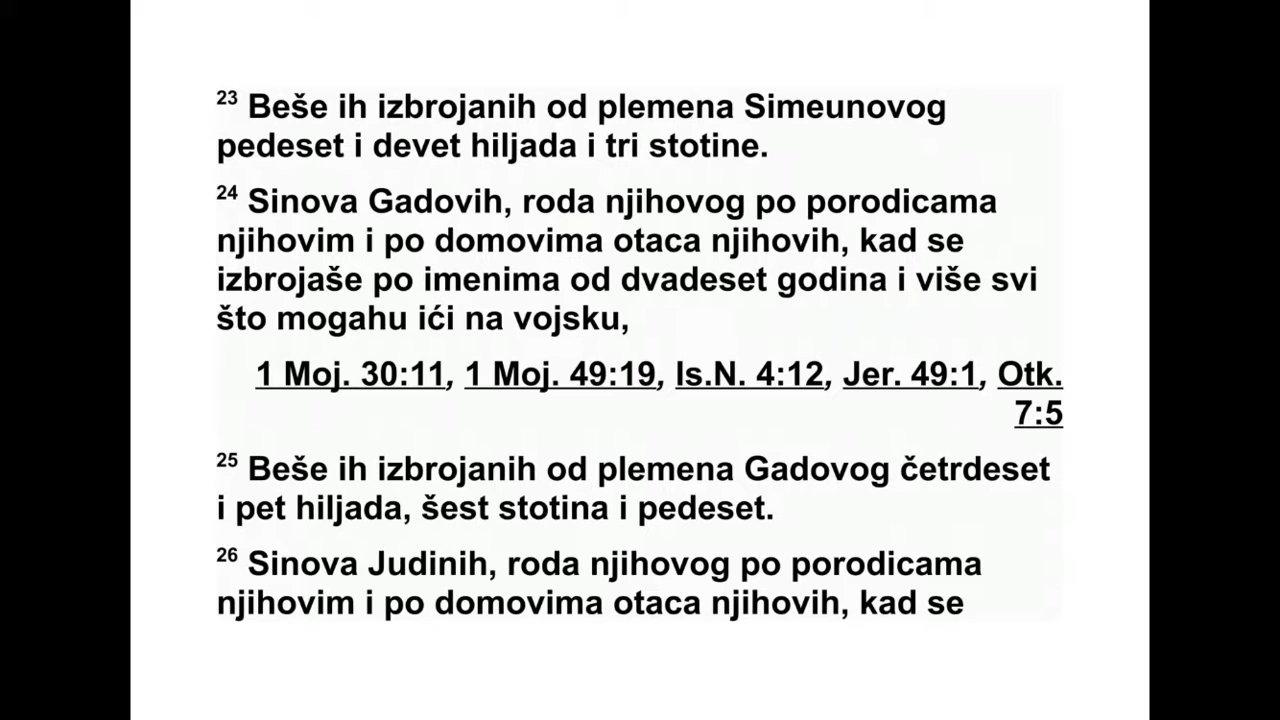 23 Beše ih izbrojanih od plemena Simeunovog
pedeset i devet hiljada i tri stotine.
24 Sinova Gadovih, roda njihovog po porodicama
njihovim i po domovima otaca njihovih, kad se
izbrojaše po imenima od dvadeset godina i više svi
što mogahu ići na vojsku,
1 Moj. 30:11, 1 Moj. 49:19, Is.N. 4:12, Jer. 49:1, Otk.
7:5
25 Beše ih izbrojanih od plemena Gadovog četrdeset
i pet hiljada, šest stotina i pedeset.
26 Sinova Judinih, roda njihovog po porodicama
njihovim i po domovima otaca njihovih, kad se